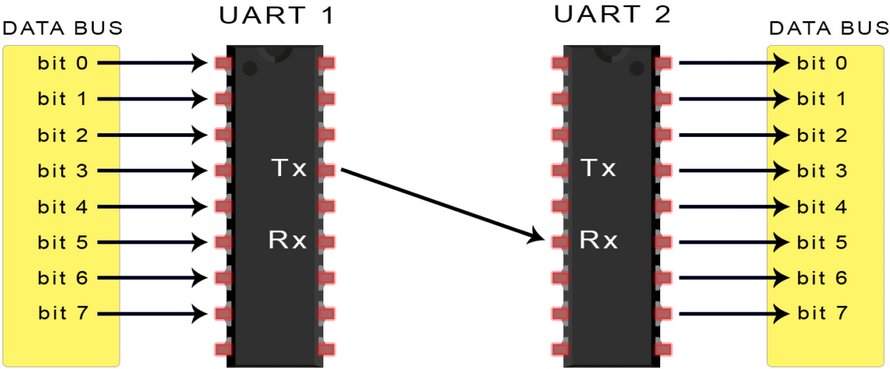 UART 1
UART 2
DATA BUS
bit 0
bit 1
bit 2
bit 3
bit 4
bit 5
bit 6
bit 7
Tx
Rx
Tx
Rx
DATA BUS
bit 0
bit 1
bit 2
bit 3
bit 4
bit 5
bit 6
bit 7